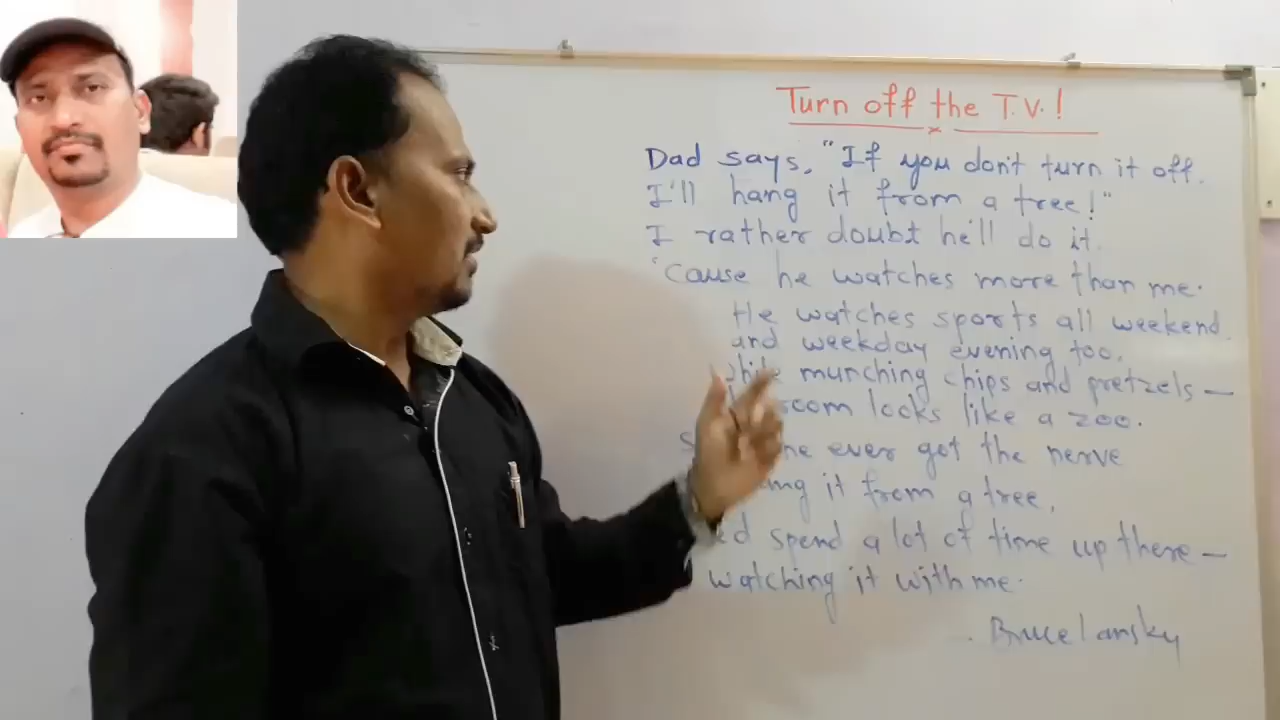 Turn off the T.V.!
Dad says, "If you don't turn it off.
I'll hang it from a tree!"
I rather doubt he'll do it.
'cause he watches more than me.
He watches sports all weekend.
and weekday evening too,
while munching chips and pretzels —
room looks like a zoo.
ever got the nerve
it from a tree,
spend a lot of time up there —
watching it with me.
Bruce Lansky